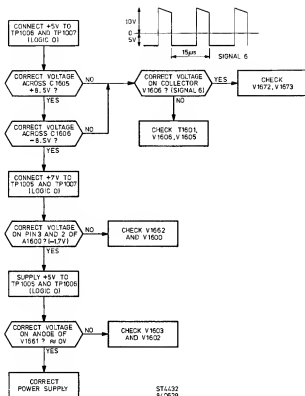 CONNECT +5V TO
TP1006 AND TP1007
(LOGIC 0)
10V
0
5V
15µs
SIGNAL 6
CORRECT VOLTAGE
ACROSS C1605
+8.5V ?
NO
YES
CORRECT VOLTAGE
ON COLLECTOR
V1606 ? (SIGNAL 6)
YES
NO
CHECK
V1672, V1673
CORRECT VOLTAGE
ACROSS C1606
-8.5V ?
NO
YES
CHECK T1601,
V1606, V1605
CONNECT +7V TO
TP1005 AND TP1007
(LOGIC 0)
CORRECT VOLTAGE
ON PIN 3 AND 2 OF
A1600? (-1.7V)
NO
YES
CHECK V1662
AND V1600
SUPPLY +5V TO
TP1005 AND TP1006
(LOGIC 0)
CORRECT VOLTAGE
ON ANODE OF
V1561 ? ≈ 0V
NO
YES
CHECK V1603
AND V1602
CORRECT
POWER SUPPLY
ST4432